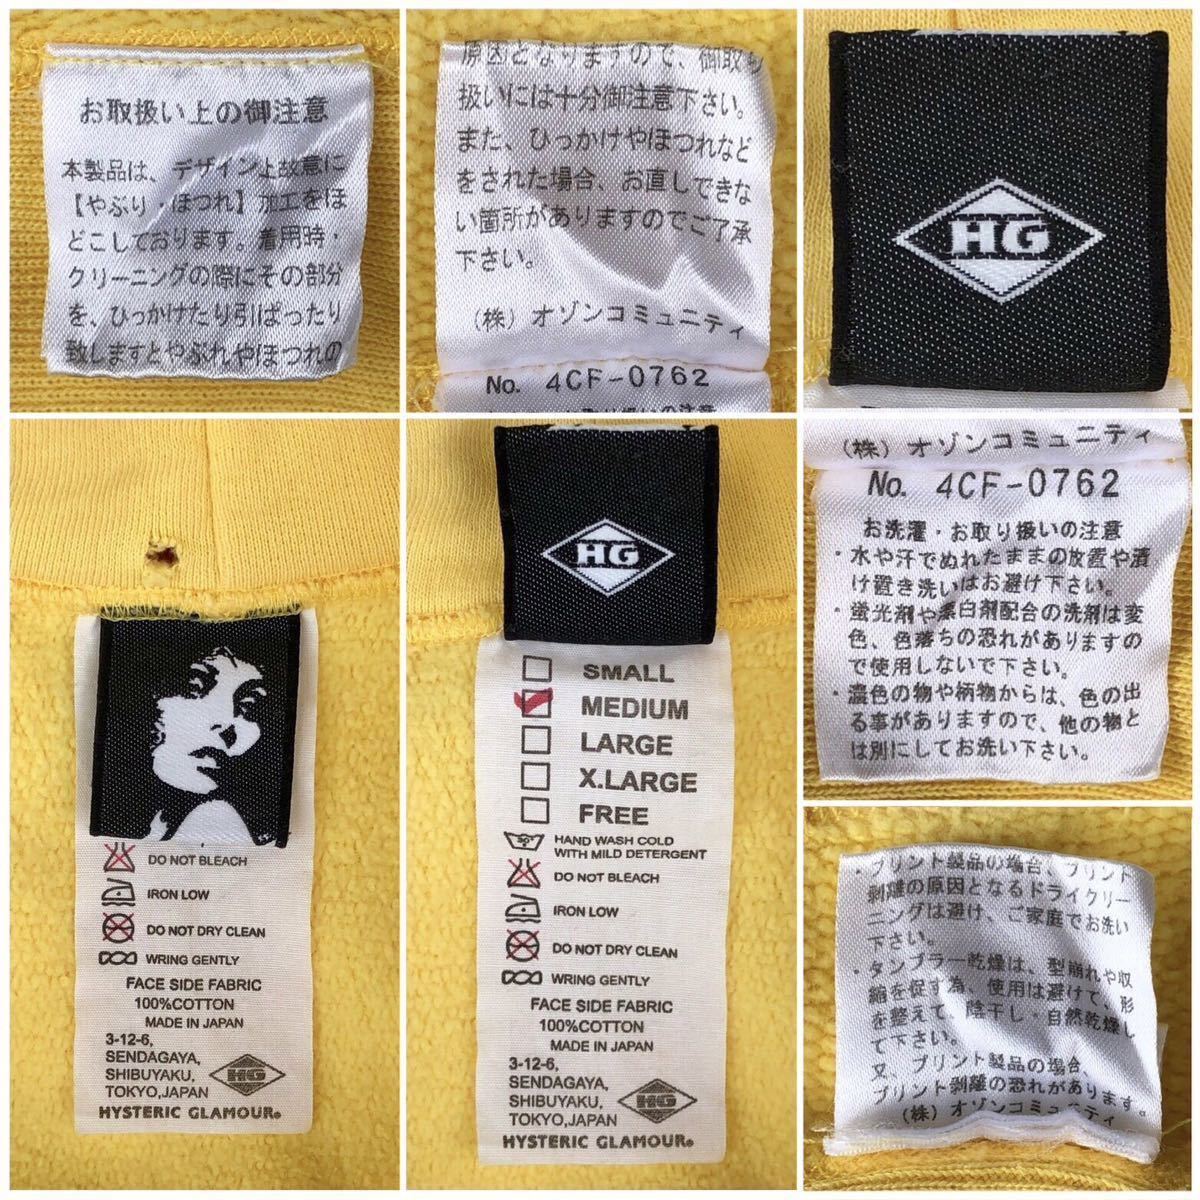 お取扱い上の御注意
本製品は、デザイン上故意に
【やぶり・ほつれ】加工をほ
どこしております。着用時・
クリーニングの際にその部分
を、ひっかけたり引ぱったり
致しますとやぶれやほつれの
原因となりますので、御取り
扱いには十分御注意下さい。
また、ひっかけやほつれなど
をされた場合、お直しできな
い箇所がありますのでご了承
下さい。
(株)オゾンコミュニティ
No. 4CF-0762
HG
DO NOT BLEACH
IRON LOW
DO NOT DRY CLEAN
WRING GENTLY
FACE SIDE FABRIC
100%COTTON
MADE IN JAPAN
3-12-6,
SENDAGAYA,
SHIBUYAKU,
TOKYO,JAPAN
HG
HYSTERIC GLAMOUR®
HG
SMALL
MEDIUM
LARGE
X.LARGE
FREE
30°
HAND WASH COLD
WITH MILD DETERGENT
DO NOT BLEACH
IRON LOW
DO NOT DRY CLEAN
WRING GENTLY
FACE SIDE FABRIC
100%COTTON
MADE IN JAPAN
3-12-6,
SENDAGAYA,
SHIBUYAKU,
TOKYO,JAPAN
HG
HYSTERIC GLAMOUR®
(株)オゾンコミュニティ
No. 4CF-0762
お洗濯・お取り扱いの注意
・水や汗でぬれたままの放置や漬
け置き洗いはお避け下さい。
・蛍光剤や漂白剤配合の洗剤は変
色、色落ちの恐れがありますの
で使用しないで下さい。
・濃色の物や柄物からは、色の出
る事がありますので、他の物と
は別にしてお洗い下さい。
・プリント製品の場合、プリント
剥離の原因となるドライクリー
ニングは避け、ご家庭でお洗い
下さい。
・タンブラー乾燥は、型崩れや収
縮を促す為、使用は避けて、形
を整えて、陰干し・自然乾燥し
て下さい。
又、プリント製品の場合、
プリント剥離の恐れがあります。
(株)オゾンコミュニティ